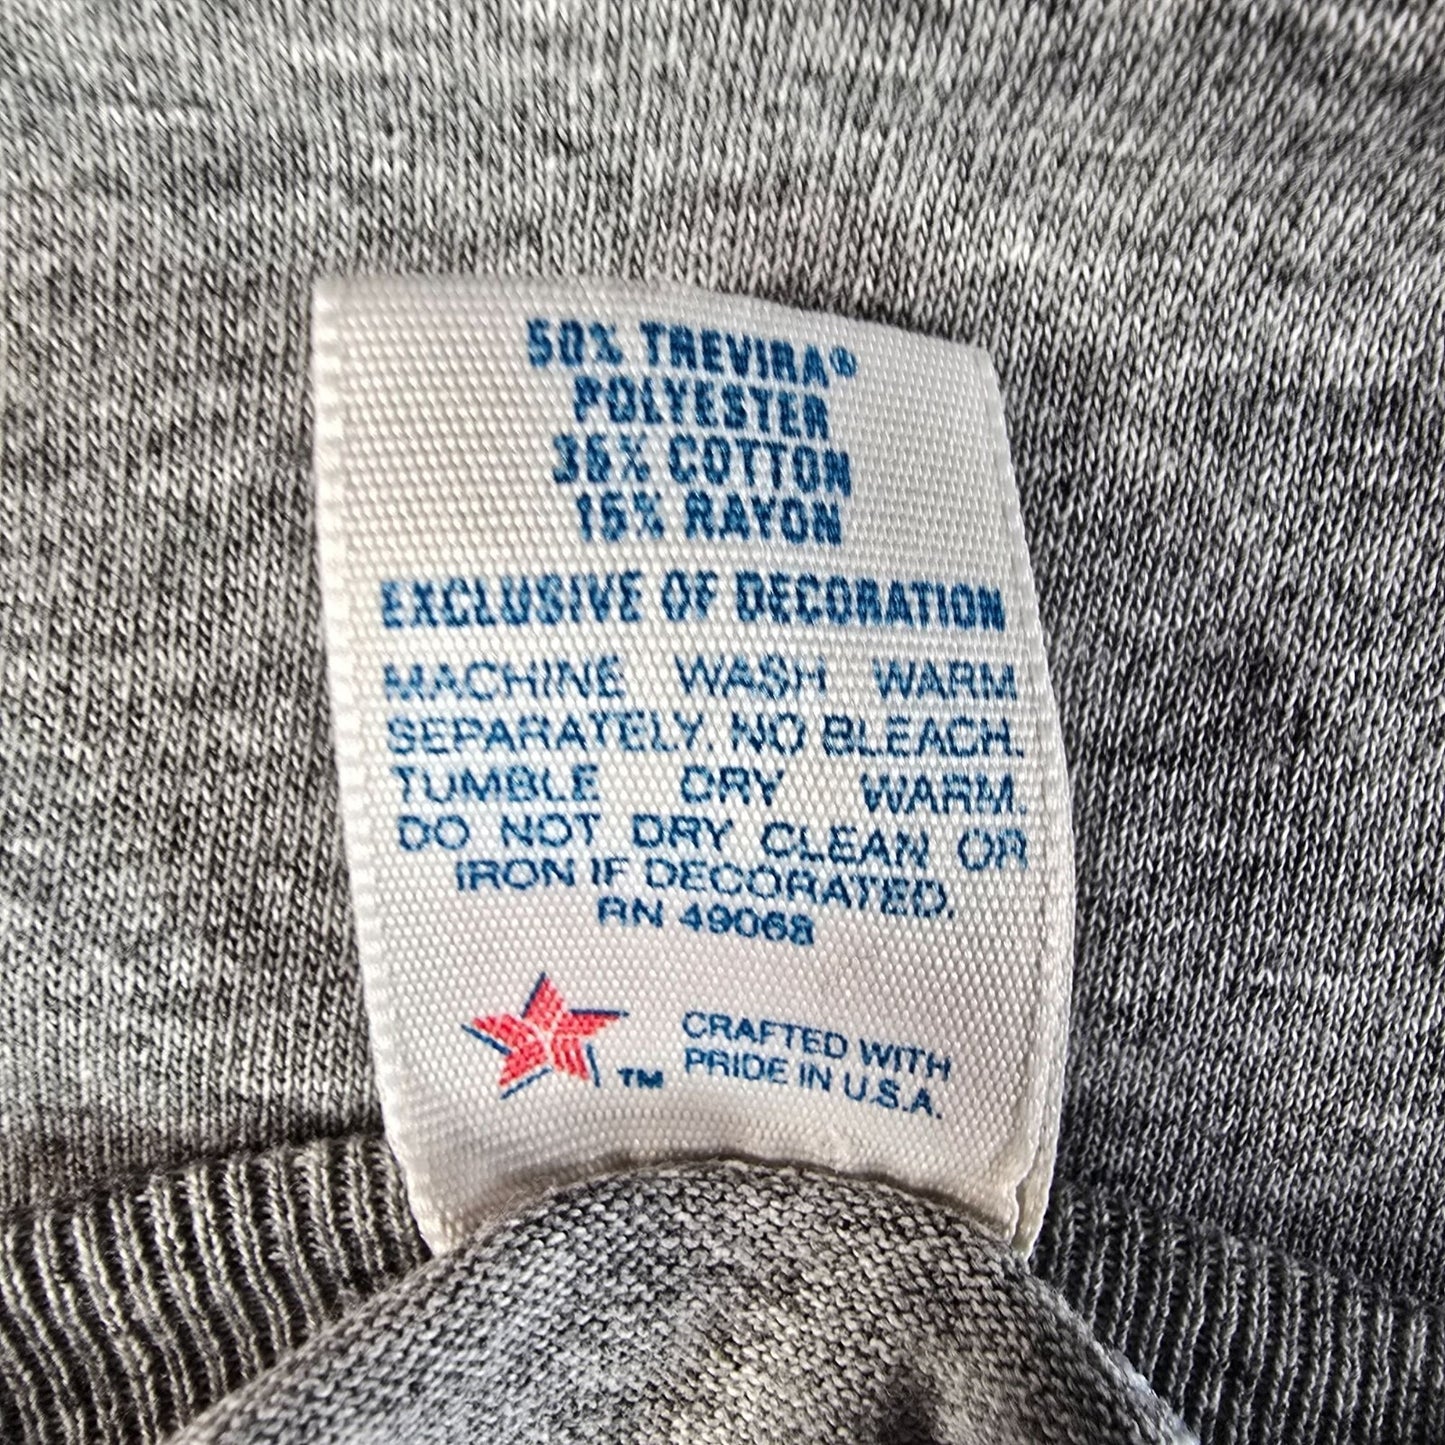 50% TREVIRA®
POLYESTER
35% COTTON
15% RAYON
EXCLUSIVE OF DECORATION
MACHINE WASH WARM
SEPARATELY. NO BLEACH.
TUMBLE DRY WARM.
DO NOT DRY CLEAN OR
IRON IF DECORATED.
RN 49068
TM
CRAFTED WITH
PRIDE IN U.S.A.